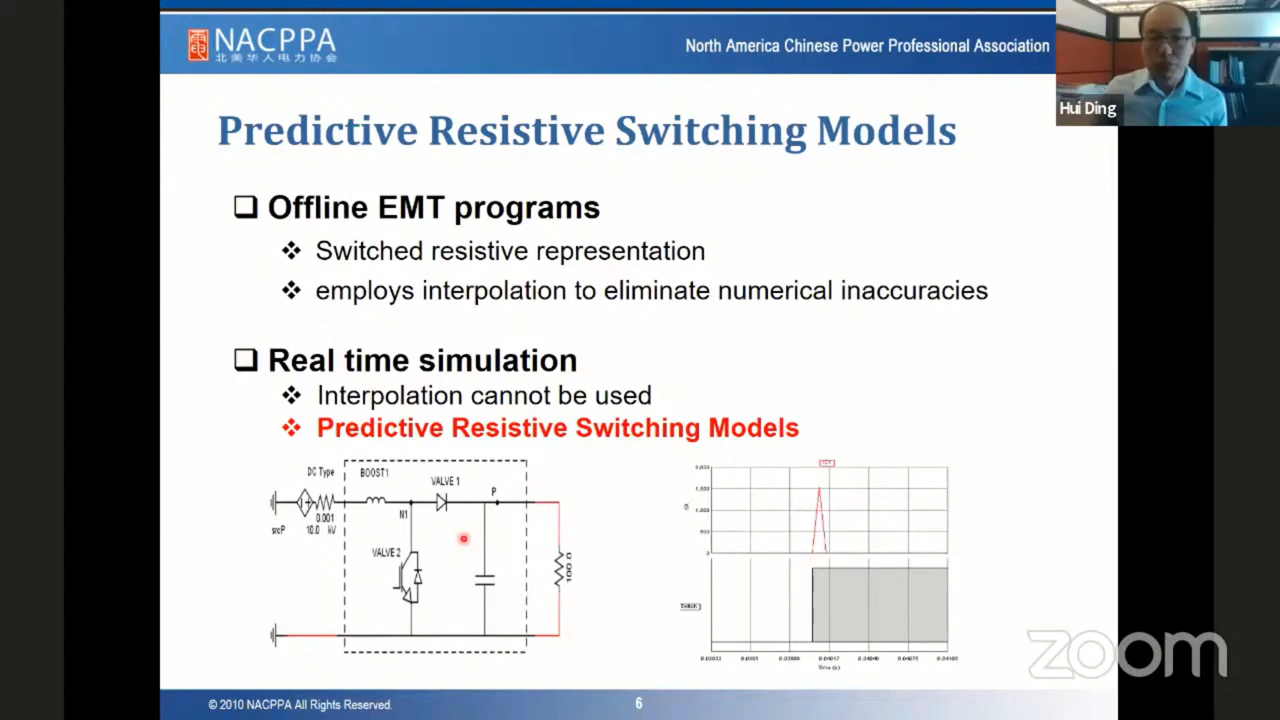 NACPPA
北美华人电力协会
North America Chinese Power Professional Association
Hui Ding
Predictive Resistive Switching Models
Offline EMT programs
Switched resistive representation
employs interpolation to eliminate numerical inaccuracies
Real time simulation
Interpolation cannot be used
Predictive Resistive Switching Models
DC Type
BOOST1
VALVE 1
P
N1
srcP
0.001
10.0 kV
VALVE 2
100.0
Time (s)
zoom
© 2010 NACPPA All Rights Reserved.
6